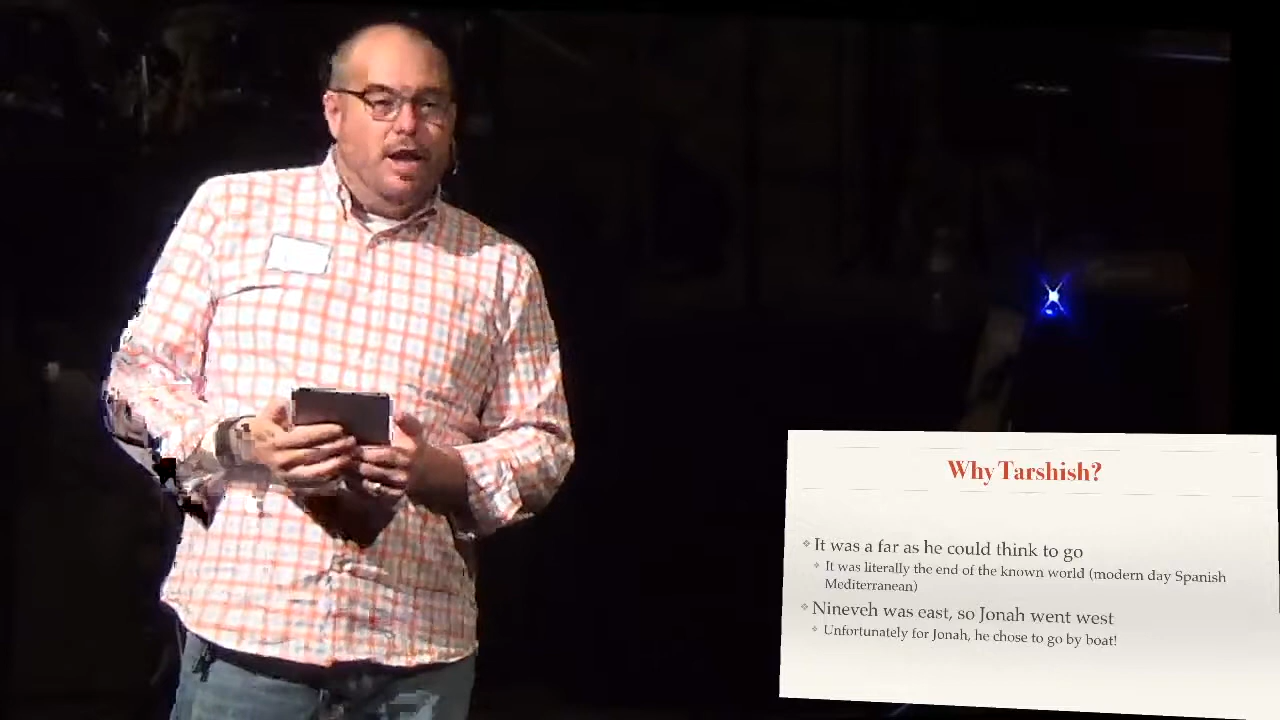 Why Tarshish?
It was a far as he could think to go
It was literally the end of the known world (modern day Spanish
Mediterranean)
Nineveh was east, so Jonah went west
Unfortunately for Jonah, he chose to go by boat!